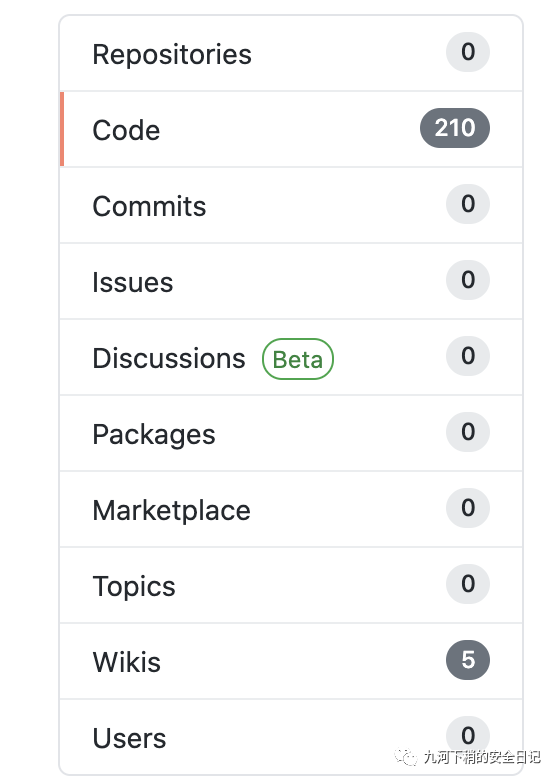 Repositories 0
Code 210
Commits 0
Issues 0
Discussions Beta 0
Packages 0
Marketplace 0
Topics 0
Wikis 5
Users 0
九河下稍的安全日记